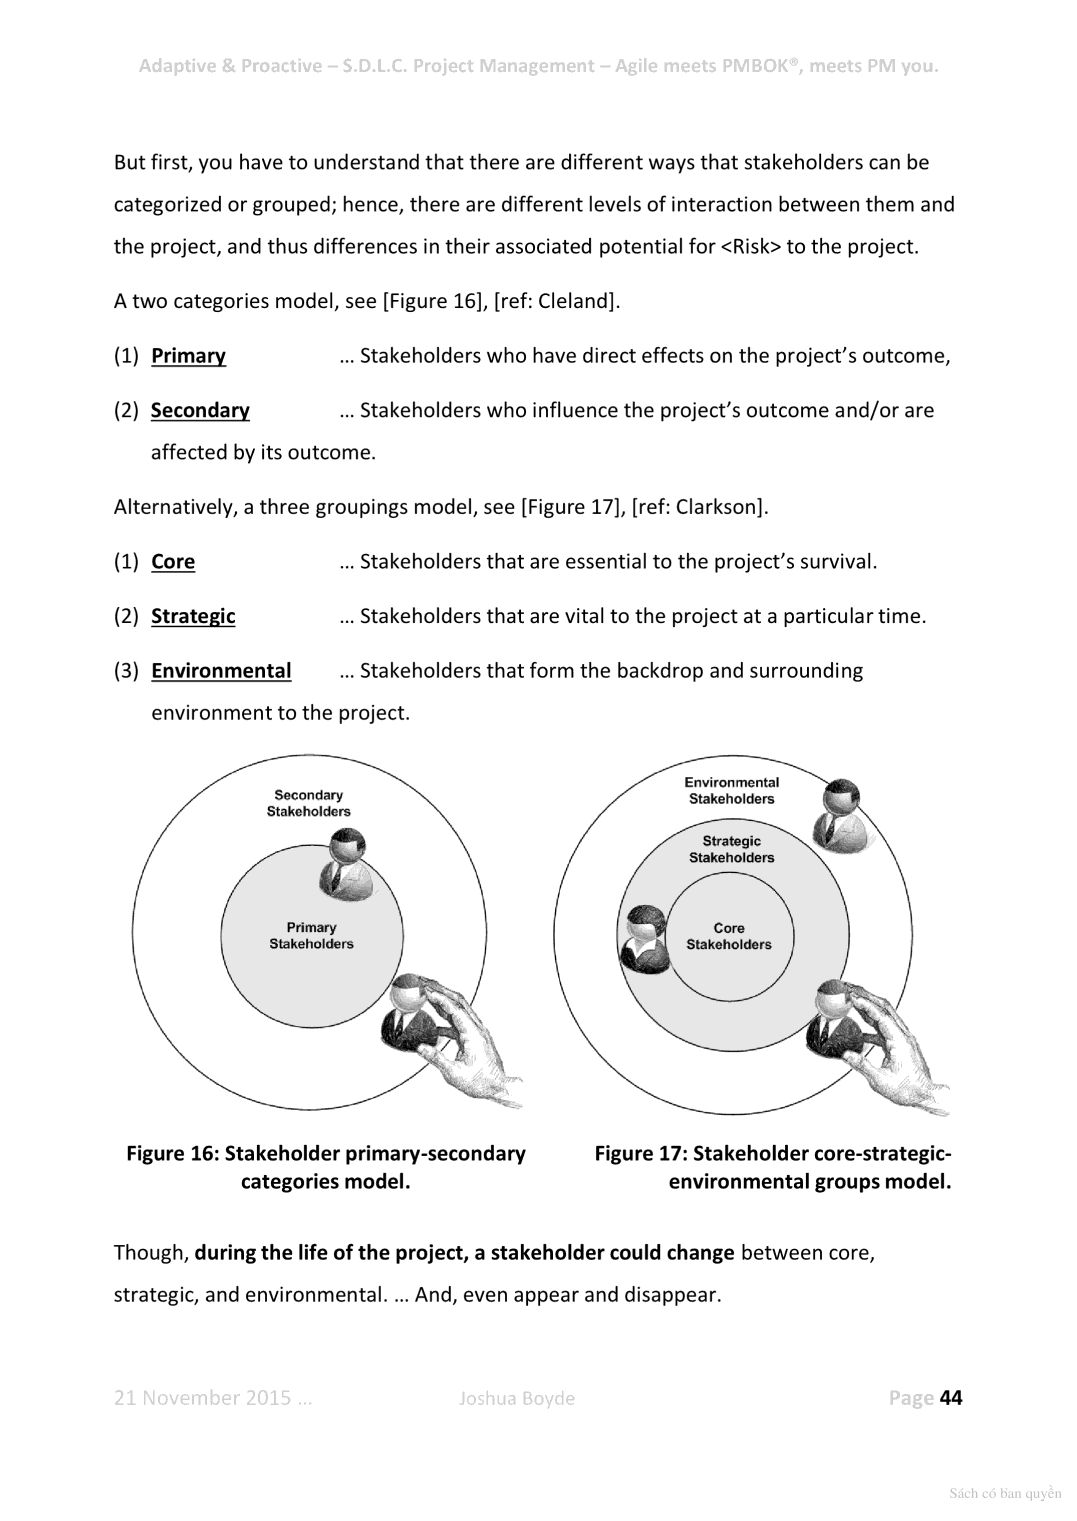 Adaptive & Proactive – S.D.L.C. Project Management – Agile meets PMBOK®, meets PM you.
But first, you have to understand that there are different ways that stakeholders can be
categorized or grouped; hence, there are different levels of interaction between them and
the project, and thus differences in their associated potential for <Risk> to the project.
A two categories model, see [Figure 16], [ref: Cleland].
(1) Primary … Stakeholders who have direct effects on the project’s outcome,
(2) Secondary … Stakeholders who influence the project’s outcome and/or are
affected by its outcome.
Alternatively, a three groupings model, see [Figure 17], [ref: Clarkson].
(1) Core … Stakeholders that are essential to the project’s survival.
(2) Strategic … Stakeholders that are vital to the project at a particular time.
(3) Environmental … Stakeholders that form the backdrop and surrounding
environment to the project.
Secondary
Stakeholders
Primary
Stakeholders
Environmental
Stakeholders
Strategic
Stakeholders
Core
Stakeholders
Figure 16: Stakeholder primary-secondary
categories model.
Figure 17: Stakeholder core-strategic-
environmental groups model.
Though, during the life of the project, a stakeholder could change between core,
strategic, and environmental. … And, even appear and disappear.
21 November 2015 … Joshua Boyde Page 44
Sách có bản quyền